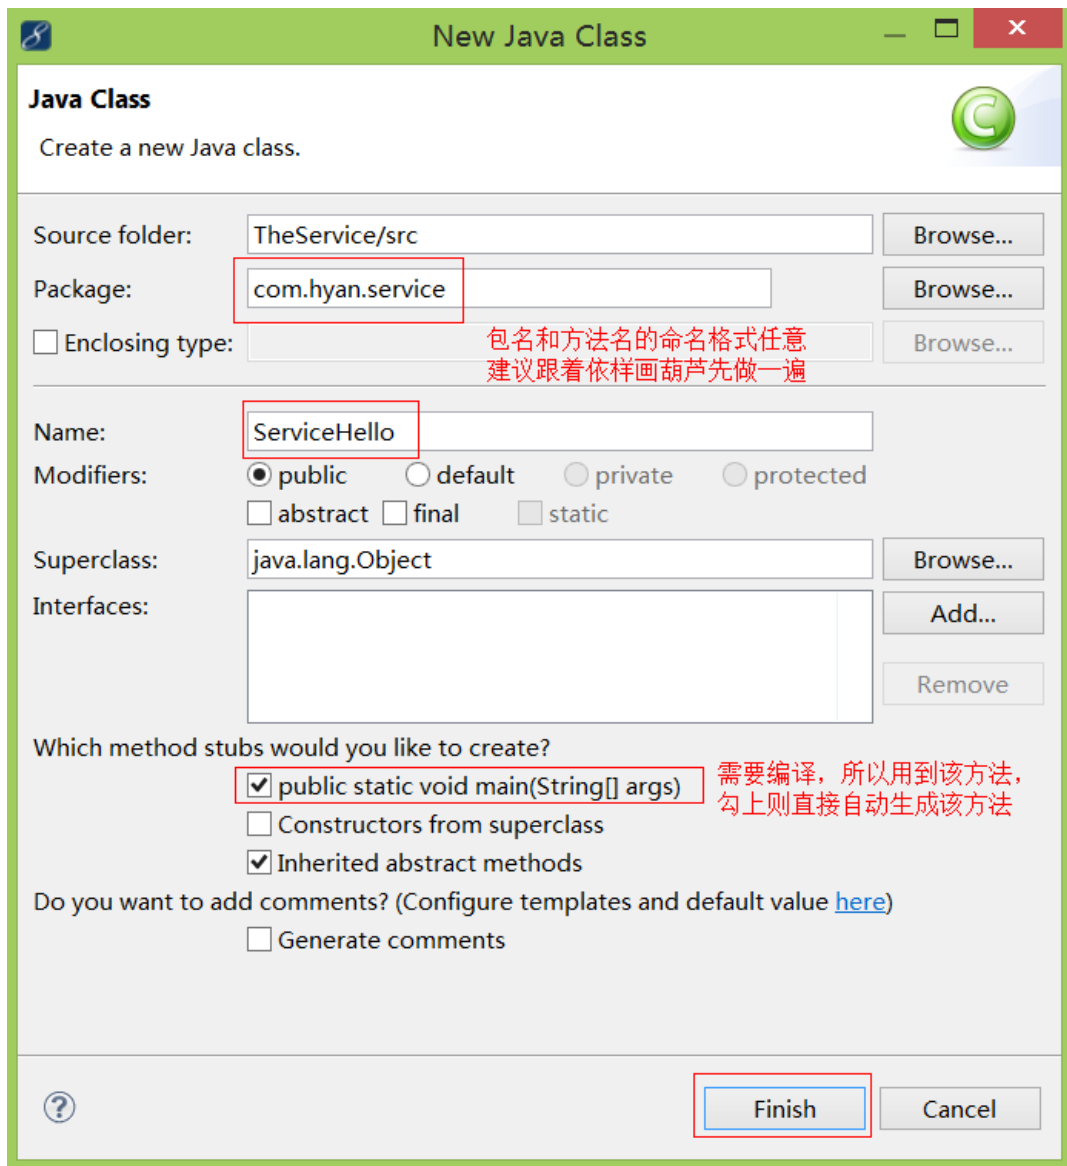 New Java Class
Java Class
Create a new Java class.
Source folder: TheService/src Browse...
Package: com.hyan.service Browse...
Enclosing type: Browse...
包名和方法名的命名格式任意
建议跟着依样画葫芦先做一遍
Name: ServiceHello
Modifiers: public default private protected
abstract final static
Superclass: java.lang.Object Browse...
Interfaces: Add...
Remove
Which method stubs would you like to create?
public static void main(String[] args)
需要编译，所以用到该方法，
勾上则直接自动生成该方法
Constructors from superclass
Inherited abstract methods
Do you want to add comments? (Configure templates and default value here)
Generate comments
Finish Cancel